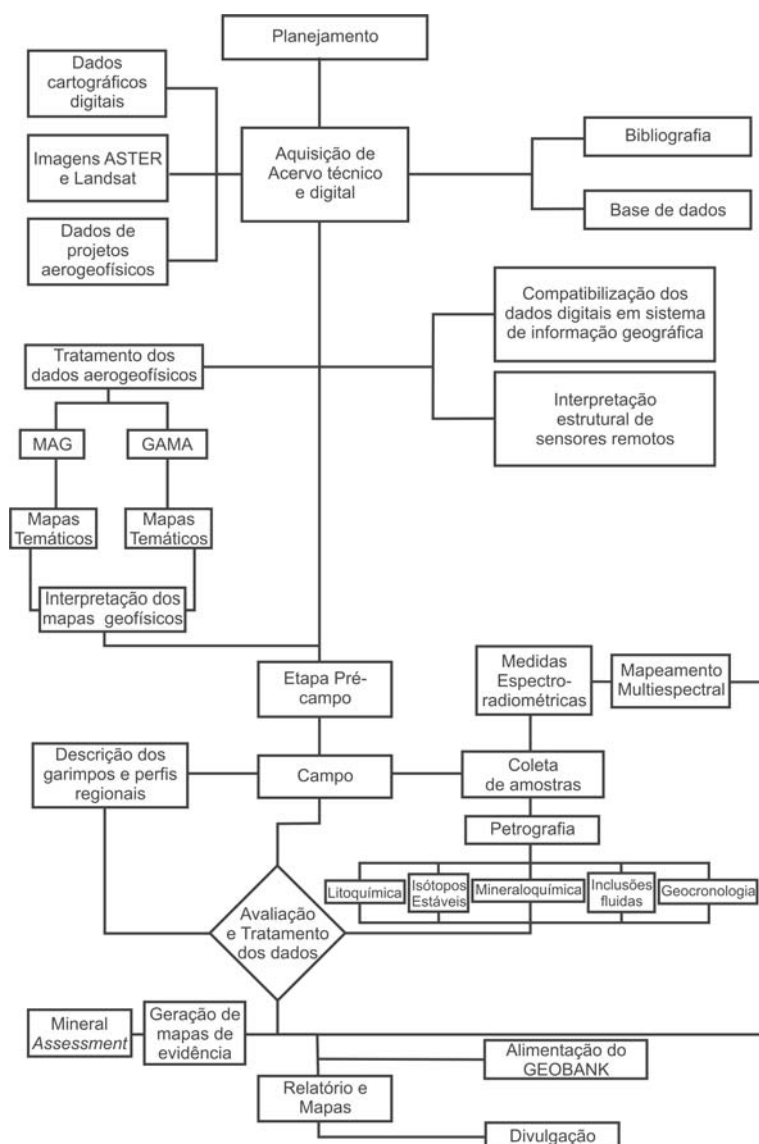 Planejamento
Dados
cartográficos
digitais
Imagens ASTER
e Landsat
Dados de
projetos
aerogeofísicos
Aquisição de
Acervo técnico
e digital
Bibliografia
Base de dados
Compatibilização dos
dados digitais em sistema
de informação geográfica
Interpretação
estrutural de
sensores remotos
Tratamento dos
dados aerogeofísicos
MAG
GAMA
Mapas
Temáticos
Mapas
Temáticos
Interpretação dos
mapas geofísicos
Etapa Pré-
campo
Medidas
Espectro-
radiométricas
Mapeamento
Multiespectral
Descrição dos
garimpos e perfis
regionais
Campo
Coleta
de amostras
Petrografia
Litoquímica
Isótopos
Estáveis
Mineraloquímica
Inclusões
fluidas
Geocronologia
Avaliação
e Tratamento
dos dados
Mineral
Assessment
Geração de
mapas de
evidência
Alimentação do
GEOBANK
Relatório e
Mapas
Divulgação